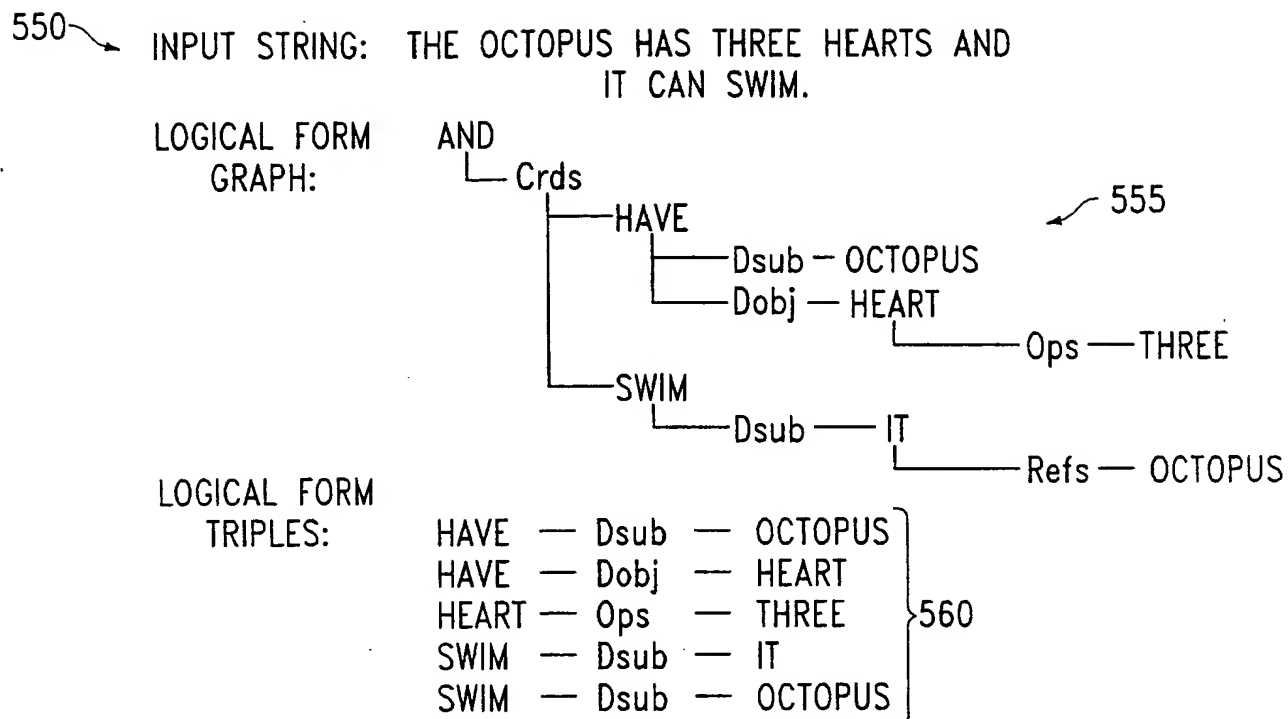 550 INPUT STRING: THE OCTOPUS HAS THREE HEARTS AND
IT CAN SWIM.
LOGICAL FORM GRAPH: AND
Crds
HAVE 555
Dsub — OCTOPUS
Dobj — HEART
Ops — THREE
SWIM
Dsub — IT
Refs — OCTOPUS
LOGICAL FORM
TRIPLES:
HAVE — Dsub — OCTOPUS
HAVE — Dobj — HEART
HEART — Ops — THREE 560
SWIM — Dsub — IT
SWIM — Dsub — OCTOPUS